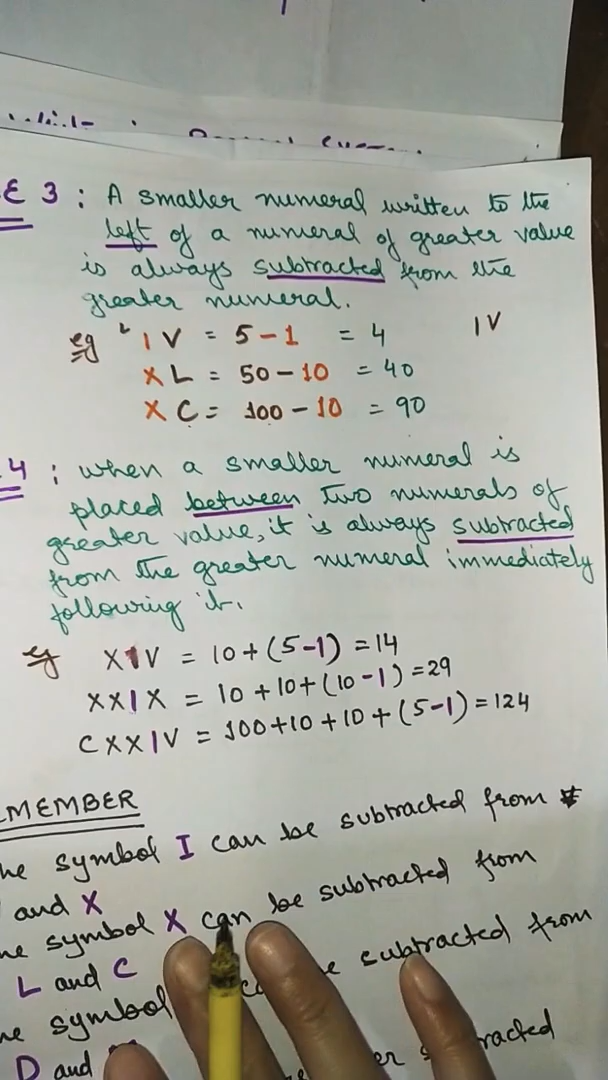 E 3 : A smaller numeral written to the
left of a numeral of greater value
is always subtracted from the
greater numeral.
eg IV = 5-1 = 4 IV
XL = 50-10 = 40
XC = 100-10 = 90
4 : when a smaller numeral is
placed between two numerals of
greater value, it is always subtracted
from the greater numeral immediately
following it.
eg XIV = 10+(5-1) = 14
XXIX = 10+10+(10-1) = 29
CXXIV = 100+10+10+(5-1) = 124
MEMBER
he symbol I can be subtracted from
and X
he symbol X can be subtracted from
L and C
he symbol subtracted from
D and subtracted